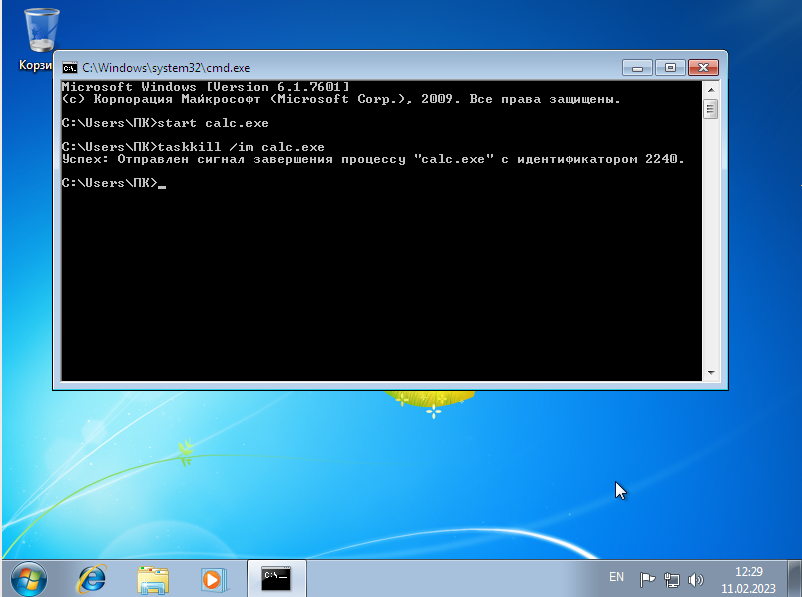 Корзи
C:\Windows\system32\cmd.exe
Microsoft Windows [Version 6.1.7601]
(c) Корпорация Майкрософт (Microsoft Corp.), 2009. Все права защищены.
C:\Users\ПК>start calc.exe
C:\Users\ПК>taskkill /im calc.exe
Успех: Отправлен сигнал завершения процессу "calc.exe" с идентификатором 2240.
C:\Users\ПК>_
C:\_
EN
12:29
11.02.2023